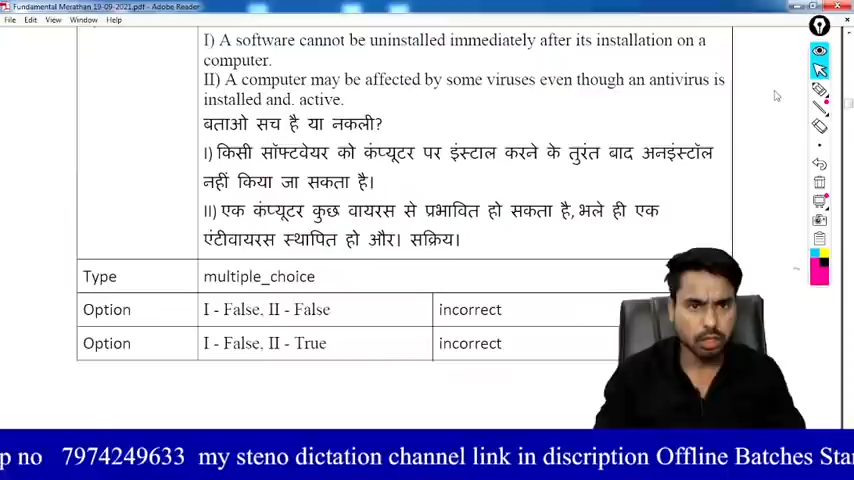 Fundamental Merathan 19-09-2021.pdf - Adobe Reader
File Edit View Window Help
I) A software cannot be uninstalled immediately after its installation on a
computer.
II) A computer may be affected by some viruses even though an antivirus is
installed and. active.
बताओ सच है या नकली?
I) किसी सॉफ्टवेयर को कंप्यूटर पर इंस्टाल करने के तुरंत बाद अनइंस्टॉल
नहीं किया जा सकता है।
II) एक कंप्यूटर कुछ वायरस से प्रभावित हो सकता है, भले ही एक
एंटीवायरस स्थापित हो और। सक्रिय।
Type multiple_choice
Option I - False, II - False incorrect
Option I - False, II - True incorrect
p no 7974249633 my steno dictation channel link in discription Offline Batches Star